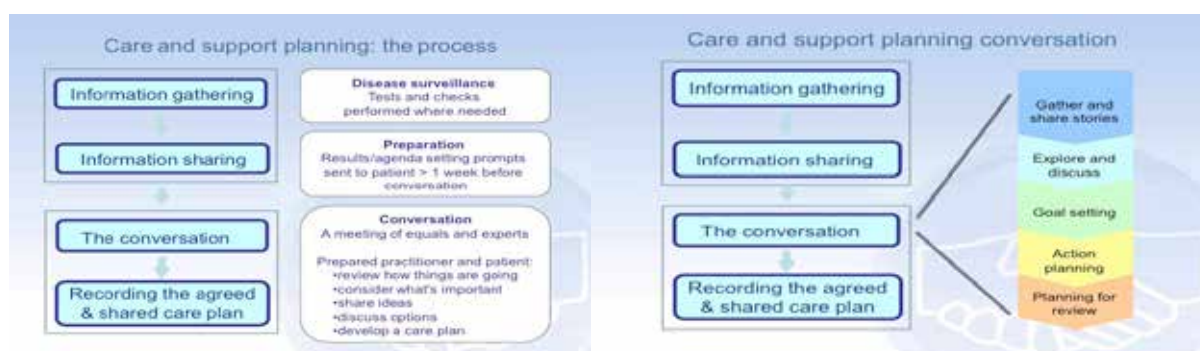 Care and support planning: the process
Information gathering
Information sharing
The conversation
Recording the agreed
& shared care plan
Disease surveillance
Tests and checks
performed where needed
Preparation
Results/agenda setting prompts
sent to patient > 1 week before
conversation
Conversation
A meeting of equals and experts
Prepared practitioner and patient:
•review how things are going
•consider what's important
•share ideas
•discuss options
•develop a care plan
Care and support planning conversation
Information gathering
Information sharing
The conversation
Recording the agreed
& shared care plan
Gather and
share stories
Explore and
discuss
Goal setting
Action
planning
Planning for
review